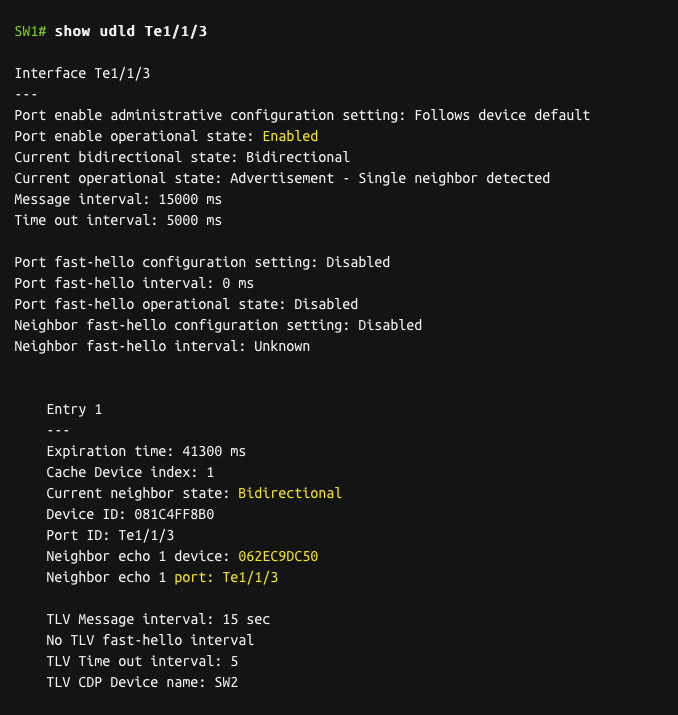 SW1# show udld Te1/1/3
Interface Te1/1/3
---
Port enable administrative configuration setting: Follows device default
Port enable operational state: Enabled
Current bidirectional state: Bidirectional
Current operational state: Advertisement - Single neighbor detected
Message interval: 15000 ms
Time out interval: 5000 ms
Port fast-hello configuration setting: Disabled
Port fast-hello interval: 0 ms
Port fast-hello operational state: Disabled
Neighbor fast-hello configuration setting: Disabled
Neighbor fast-hello interval: Unknown
Entry 1
---
Expiration time: 41300 ms
Cache Device index: 1
Current neighbor state: Bidirectional
Device ID: 081C4FF8B0
Port ID: Te1/1/3
Neighbor echo 1 device: 062EC9DC50
Neighbor echo 1 port: Te1/1/3
TLV Message interval: 15 sec
No TLV fast-hello interval
TLV Time out interval: 5
TLV CDP Device name: SW2